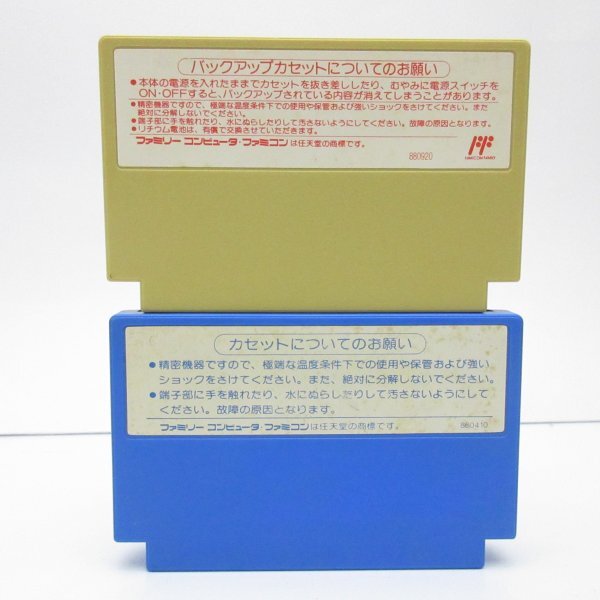 バックアップカセットについてのお願い
●本体の電源を入れたままでカセットを抜き差ししたり、むやみに電源スイッチを
ON・OFFすると、バックアップされている内容が消えてしまうことがあります。
●精密機器ですので、極端な温度条件下での使用や保管および強いショックをさけてください。また
絶対に分解しないでください。
●端子部に手を触れたり、水にぬらしたりして汚さないようにしてください。故障の原因となります。
●リチウム電池は、有償で交換させていただきます。
ファミリー コンピュータ・ファミコンは任天堂の商標です。
880920
カセットについてのお願い
●精密機器ですので、極端な温度条件下での使用や保管および強い
ショックをさけてください。また、絶対に分解しないでください。
●端子部に手を触れたり、水にぬらしたりして汚さないようにして
ください。故障の原因となります。
ファミリー コンピュータ・ファミコンは任天堂の商標です。
880410